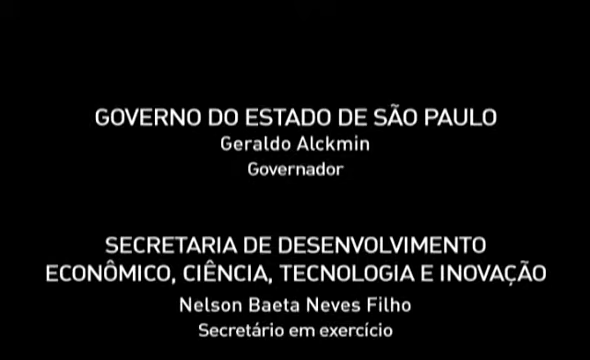 GOVERNO DO ESTADO DE SÃO PAULO
Geraldo Alckmin
Governador
SECRETARIA DE DESENVOLVIMENTO
ECONÔMICO, CIÊNCIA, TECNOLOGIA E INOVAÇÃO
Nelson Baeta Neves Filho
Secretário em exercício